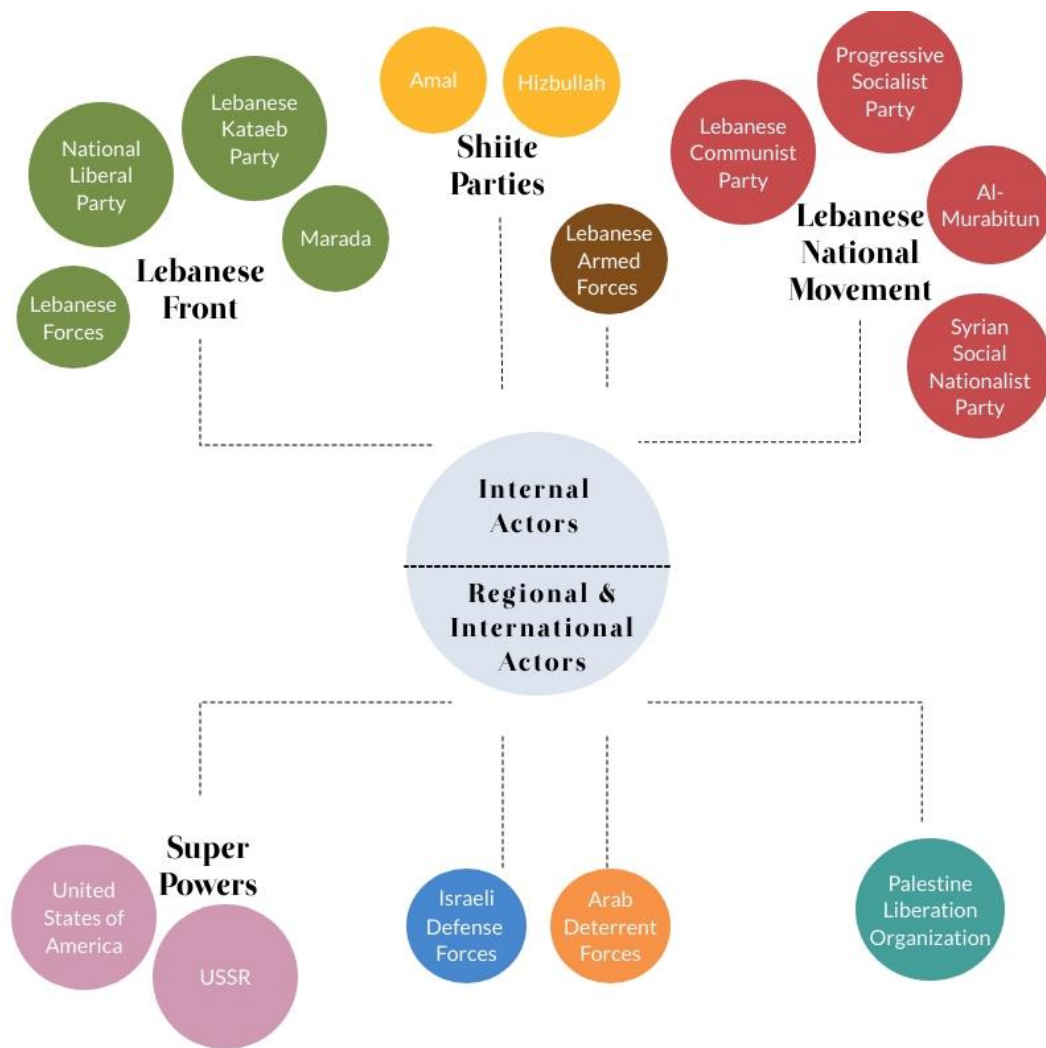 National
Liberal
Party
Lebanese
Kataeb
Party
Marada
Lebanese
Forces
Lebanese
Front
Amal
Hizbullah
Shiite
Parties
Lebanese
Armed
Forces
Progressive
Socialist
Party
Lebanese
Communist
Party
Al-
Murabitun
Lebanese
National
Movement
Syrian
Social
Nationalist
Party
Internal
Actors
Regional &
International
Actors
Super
Powers
United
States of
America
USSR
Israeli
Defense
Forces
Arab
Deterrent
Forces
Palestine
Liberation
Organization